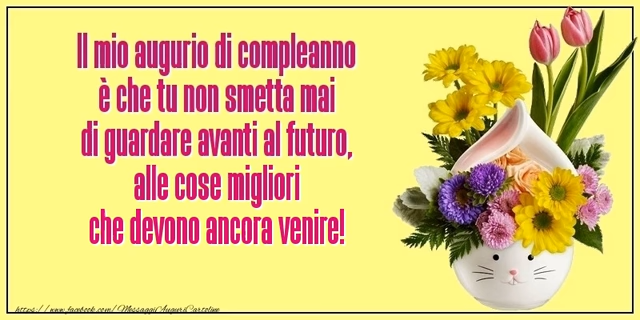 Il mio augurio di compleanno
è che tu non smetta mai
di guardare avanti al futuro,
alle cose migliori
che devono ancora venire!
https://www.facebook.com/MessaggiAuguriCartoline